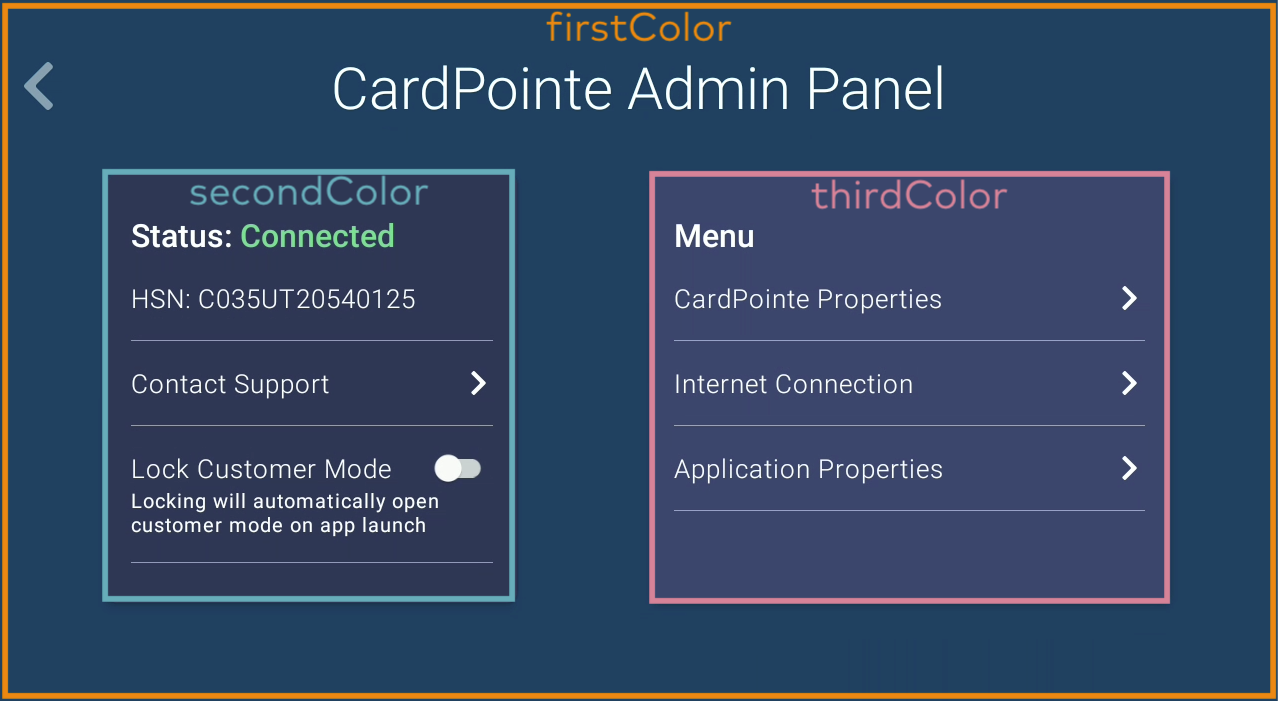 firstColor
CardPointe Admin Panel
secondColor
Status: Connected
HSN: C035UT20540125
Contact Support
Lock Customer Mode
Locking will automatically open
customer mode on app launch
thirdColor
Menu
CardPointe Properties
Internet Connection
Application Properties